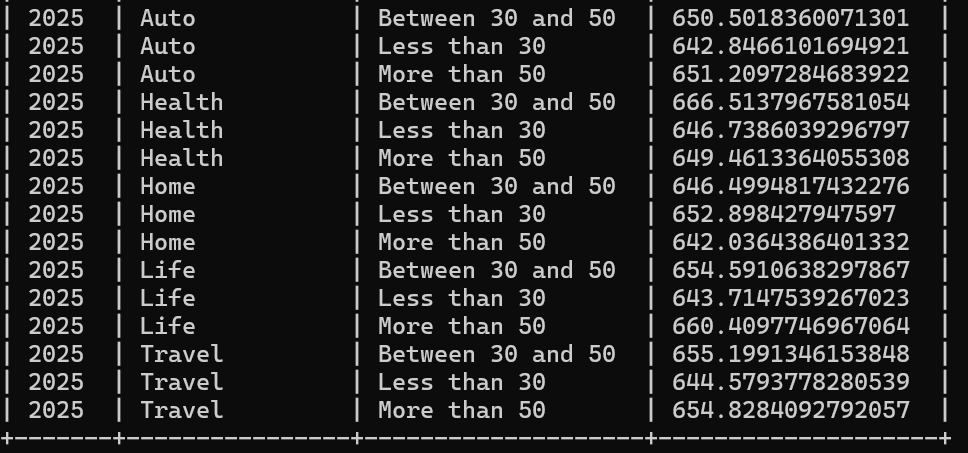 | 2025 | Auto | Between 30 and 50 | 650.5018360071301 |
| 2025 | Auto | Less than 30 | 642.8466101694921 |
| 2025 | Auto | More than 50 | 651.2097284683922 |
| 2025 | Health | Between 30 and 50 | 666.5137967581054 |
| 2025 | Health | Less than 30 | 646.7386039296797 |
| 2025 | Health | More than 50 | 649.4613364055308 |
| 2025 | Home | Between 30 and 50 | 646.4994817432276 |
| 2025 | Home | Less than 30 | 652.898427947597 |
| 2025 | Home | More than 50 | 642.0364386401332 |
| 2025 | Life | Between 30 and 50 | 654.5910638297867 |
| 2025 | Life | Less than 30 | 643.7147539267023 |
| 2025 | Life | More than 50 | 660.4097746967064 |
| 2025 | Travel | Between 30 and 50 | 655.1991346153848 |
| 2025 | Travel | Less than 30 | 644.5793778280539 |
| 2025 | Travel | More than 50 | 654.8284092792057 |
+--------+----------------+--------------------+--------------------+